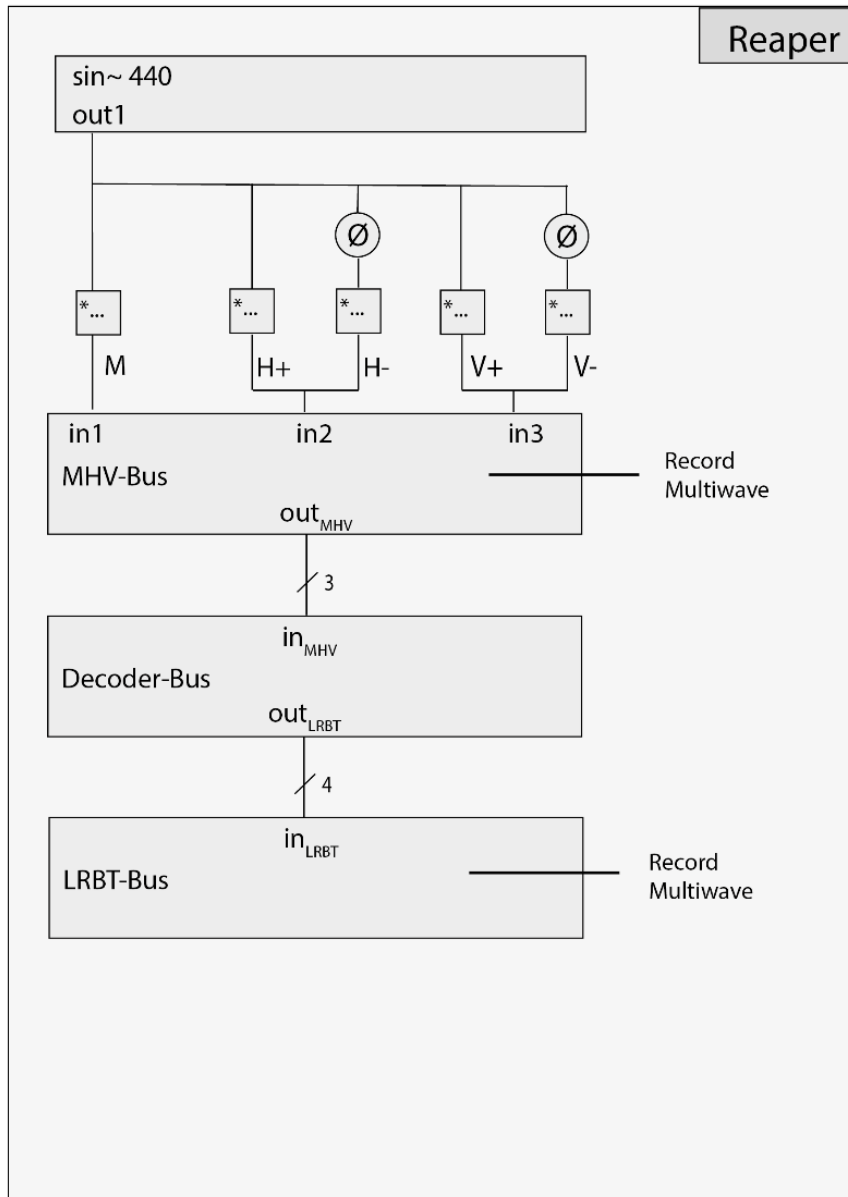 Reaper
sin~ 440
out1
Ø Ø
*... *... *... *... *...
M H+ H- V+ V-
in1 in2 in3
MHV-Bus
Record
Multiwave
outMHV
3
inMHV
Decoder-Bus
outLRBT
4
inLRBT
LRBT-Bus
Record
Multiwave